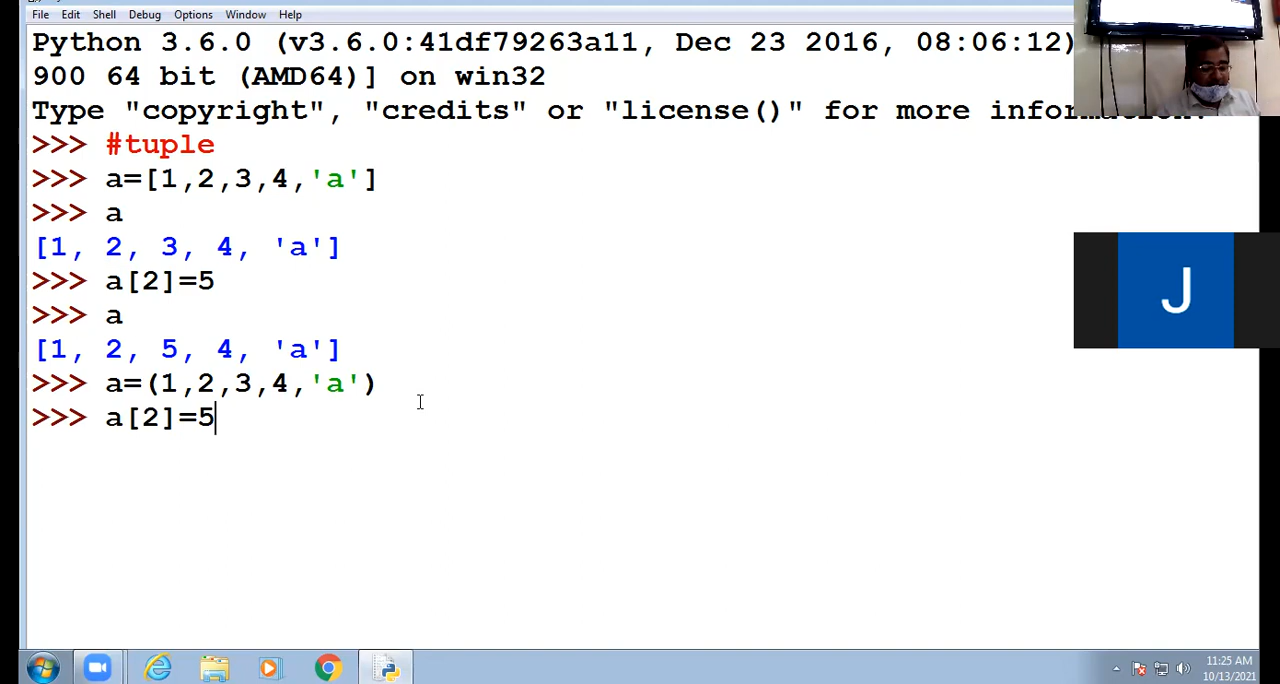 File Edit Shell Debug Options Window Help
Python 3.6.0 (v3.6.0:41df79263a11, Dec 23 2016, 08:06:12)
900 64 bit (AMD64)] on win32
Type "copyright", "credits" or "license()" for more information.
>>> #tuple
>>> a=[1,2,3,4,'a']
>>> a
[1, 2, 3, 4, 'a']
>>> a[2]=5
>>> a
[1, 2, 5, 4, 'a']
>>> a=(1,2,3,4,'a')
>>> a[2]=5
J
11:25 AM
10/13/2021